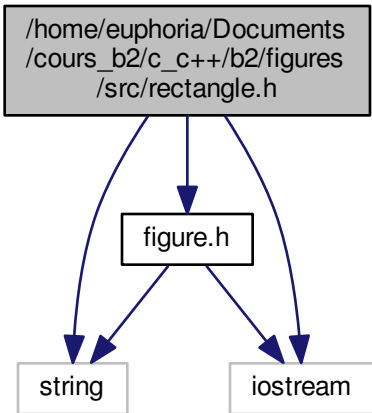 /home/euphoria/Documents
/cours_b2/c_c++/b2/figures
/src/rectangle.h
figure.h
string
iostream